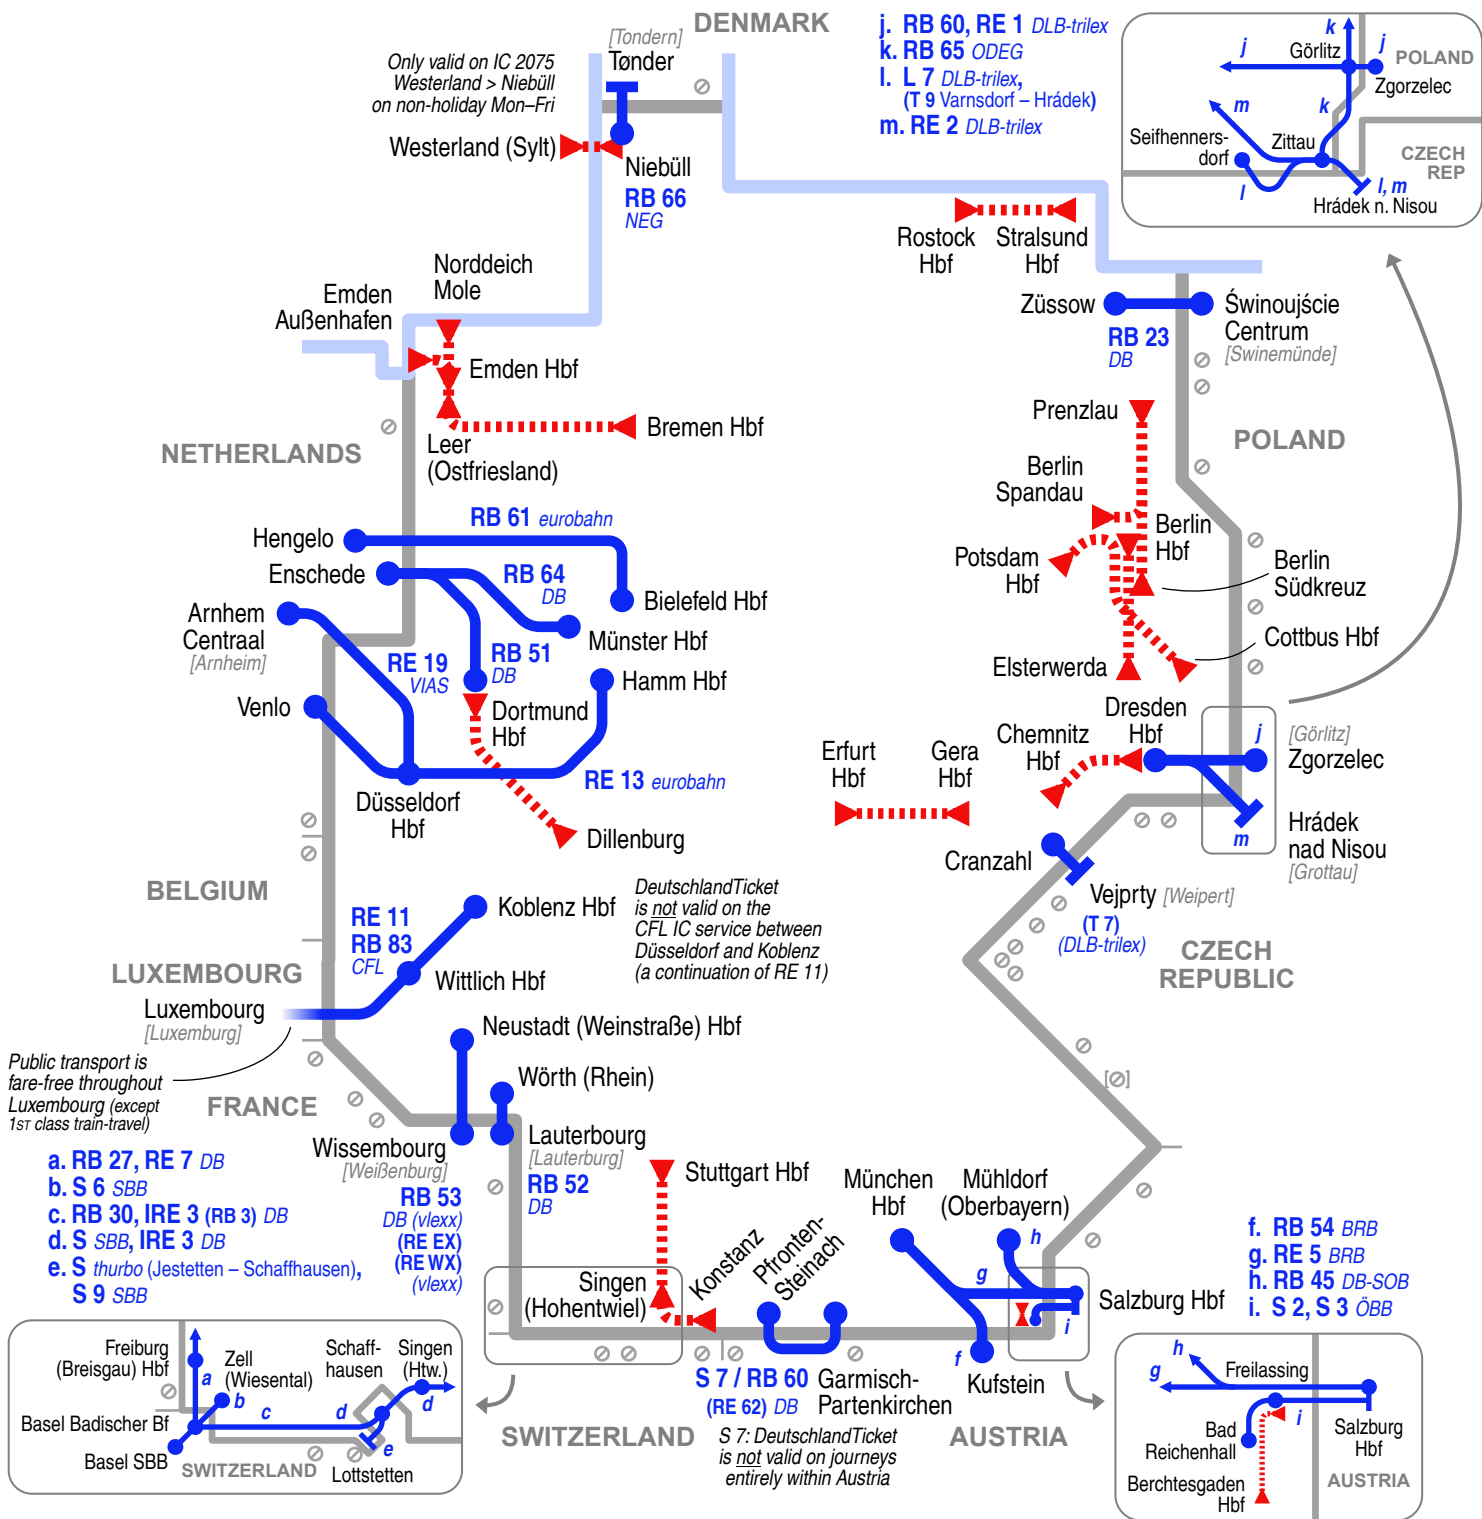 DENMARK
[Tondern]
Tønder
Only valid on IC 2075
Westerland > Niebüll
on non-holiday Mon–Fri
Westerland (Sylt)
Niebüll
RB 66
NEG
j. RB 60, RE 1 DLB-trilex
k. RB 65 ODEG
l. L 7 DLB-trilex,
(T 9 Varnsdorf – Hrádek)
m. RE 2 DLB-trilex
k
j
Görlitz
j
POLAND
Zgorzelec
m
k
Seifhenners-
dorf
Zittau
CZECH
REP
l
l, m
Hrádek n. Nisou
Rostock
Hbf
Stralsund
Hbf
Norddeich
Mole
Emden
Außenhafen
Emden Hbf
Züssow
RB 23
DB
Świnoujście
Centrum
[Swinemünde]
NETHERLANDS
Leer
(Ostfriesland)
Bremen Hbf
Prenzlau
POLAND
Berlin
Spandau
Berlin
Hbf
Potsdam
Hbf
Berlin
Südkreuz
Cottbus Hbf
Elsterwerda
RB 61 eurobahn
Hengelo
Enschede
RB 64
DB
Bielefeld Hbf
Arnhem
Centraal
[Arnheim]
Münster Hbf
RE 19
VIAS
RB 51
DB
Hamm Hbf
Venlo
Dortmund
Hbf
RE 13 eurobahn
Düsseldorf
Hbf
Dillenburg
Erfurt
Hbf
Gera
Hbf
Chemnitz
Hbf
Dresden
Hbf
j
[Görlitz]
Zgorzelec
m
Hrádek
nad Nisou
[Grottau]
Cranzahl
Vejprty [Weipert]
(T 7)
(DLB-trilex)
CZECH
REPUBLIC
BELGIUM
LUXEMBOURG
RE 11
RB 83
CFL
Koblenz Hbf
Wittlich Hbf
DeutschlandTicket
is not valid on the
CFL IC service between
Düsseldorf and Koblenz
(a continuation of RE 11)
Luxembourg
[Luxemburg]
Public transport is
fare-free throughout
Luxembourg (except
1ST class train-travel)
FRANCE
Neustadt (Weinstraße) Hbf
Wörth (Rhein)
Wissembourg
[Weißenburg]
Lauterbourg
[Lauterburg]
RB 53
DB (vlexx)
(RE EX)
(RE WX)
(vlexx)
RB 52
DB
a. RB 27, RE 7 DB
b. S 6 SBB
c. RB 30, IRE 3 (RB 3) DB
d. S SBB, IRE 3 DB
e. S thurbo (Jestetten – Schaffhausen),
S 9 SBB
Stuttgart Hbf
Singen
(Hohentwiel)
Konstanz
Pfronten-
Steinach
München
Hbf
Mühldorf
(Oberbayern)
h
g
Salzburg Hbf
i
f
Kufstein
S 7 / RB 60
(RE 62) DB
Garmisch-
Partenkirchen
S 7: DeutschlandTicket
is not valid on journeys
entirely within Austria
SWITZERLAND
AUSTRIA
f. RB 54 BRB
g. RE 5 BRB
h. RB 45 DB-SOB
i. S 2, S 3 ÖBB
Freiburg
(Breisgau) Hbf
Zell
(Wiesental)
Schaff-
hausen
Singen
(Htw.)
a
b
c
d
d
e
Basel Badischer Bf
Basel SBB
SWITZERLAND
Lottstetten
h
g
Freilassing
i
Bad
Reichenhall
Salzburg
Hbf
Berchtesgaden
Hbf
AUSTRIA